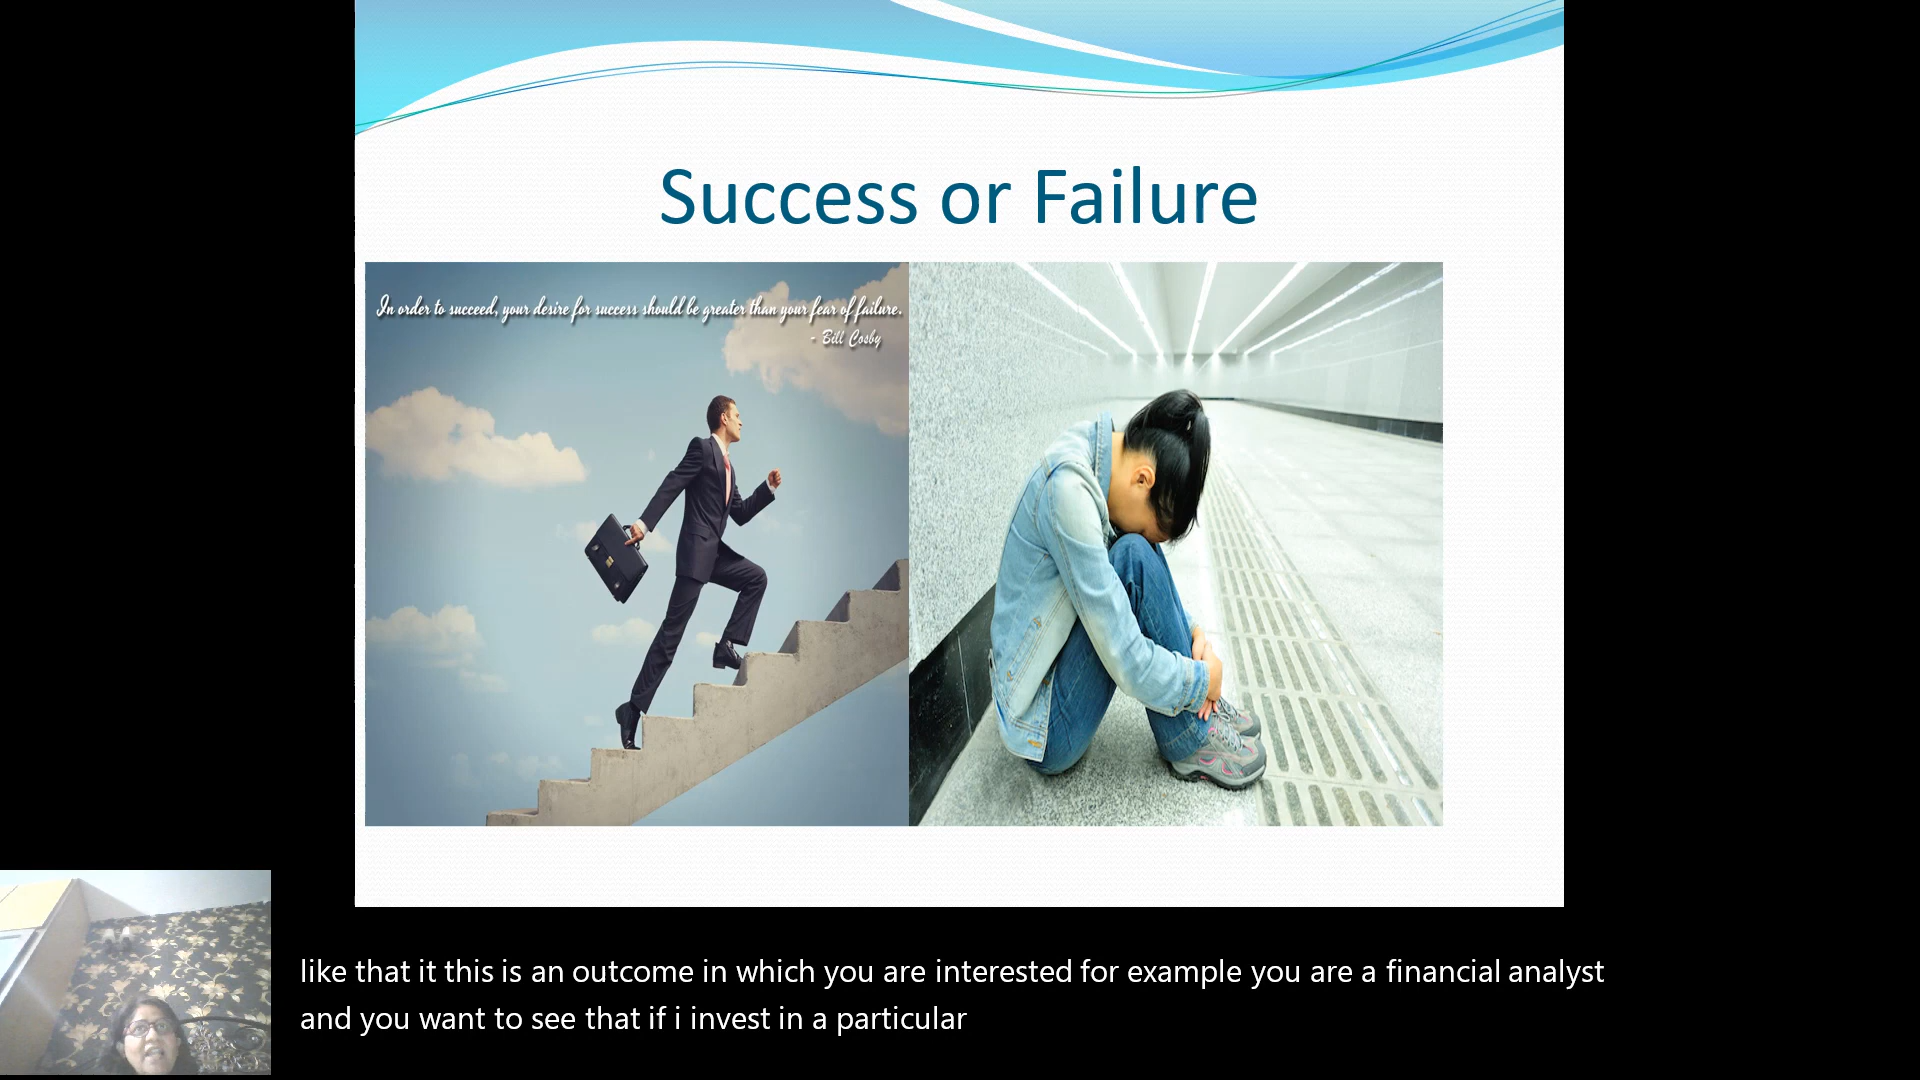 Success or Failure
In order to succeed, your desire for success should be greater than your fear of failure.
- Bill Cosby
like that it this is an outcome in which you are interested for example you are a financial analyst
and you want to see that if i invest in a particular